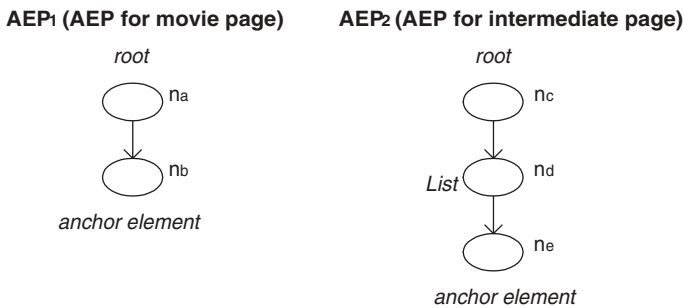 AEP1 (AEP for movie page)
root
na
nb
anchor element
AEP2 (AEP for intermediate page)
root
nc
List
nd
ne
anchor element